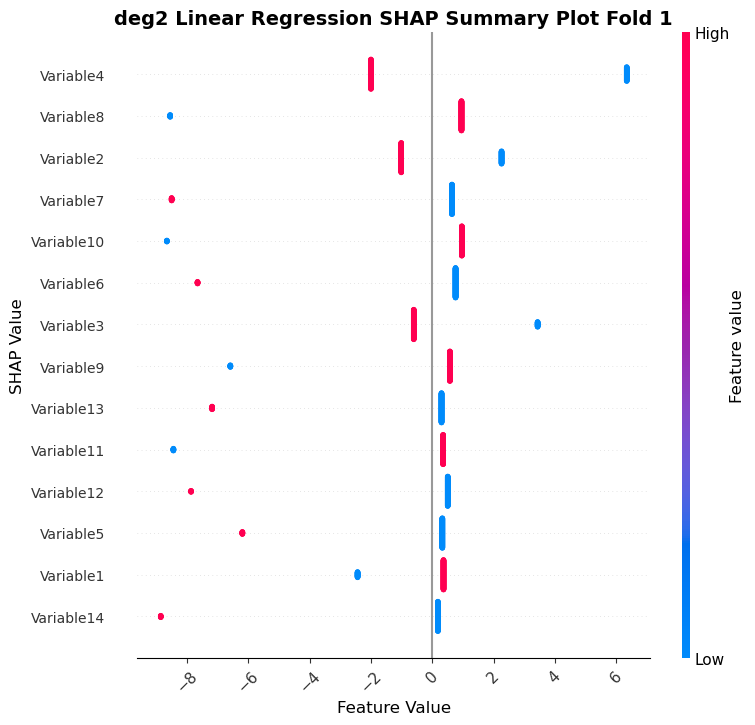 deg2 Linear Regression SHAP Summary Plot Fold 1
High
Variable4
Variable8
Variable2
Variable7
Variable10
Variable6
Variable3
Variable9
Variable13
Variable11
Variable12
Variable5
Variable1
Variable14
SHAP Value
Feature value
Low
−8 −6 −4 −2 0 2 4 6
Feature Value